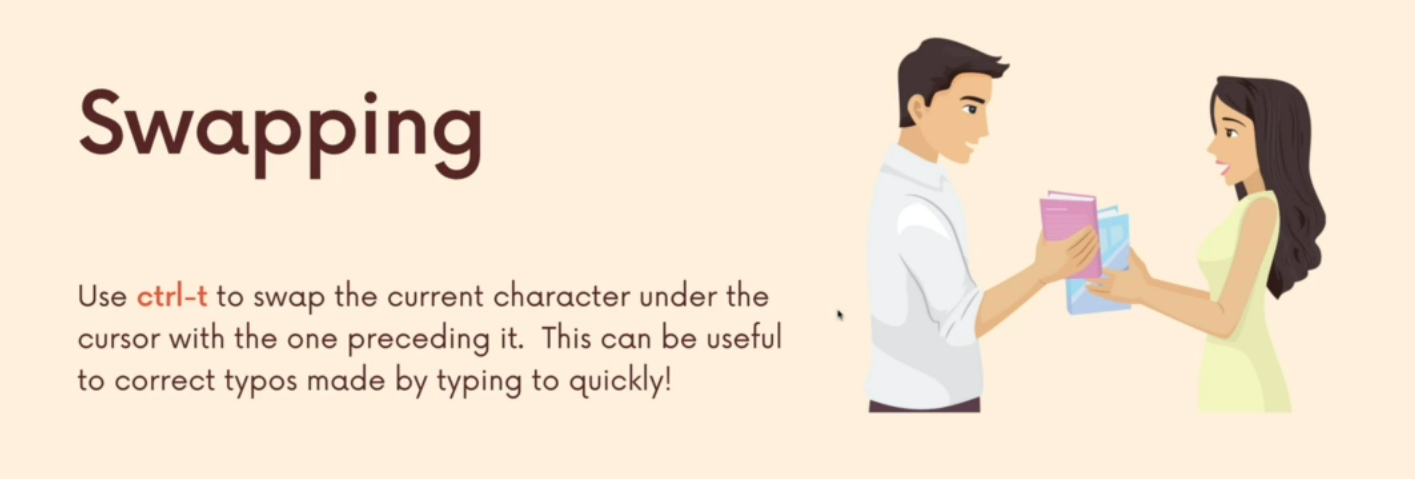 Swapping
Use ctrl-t to swap the current character under the
cursor with the one preceding it.  This can be useful
to correct typos made by typing to quickly!